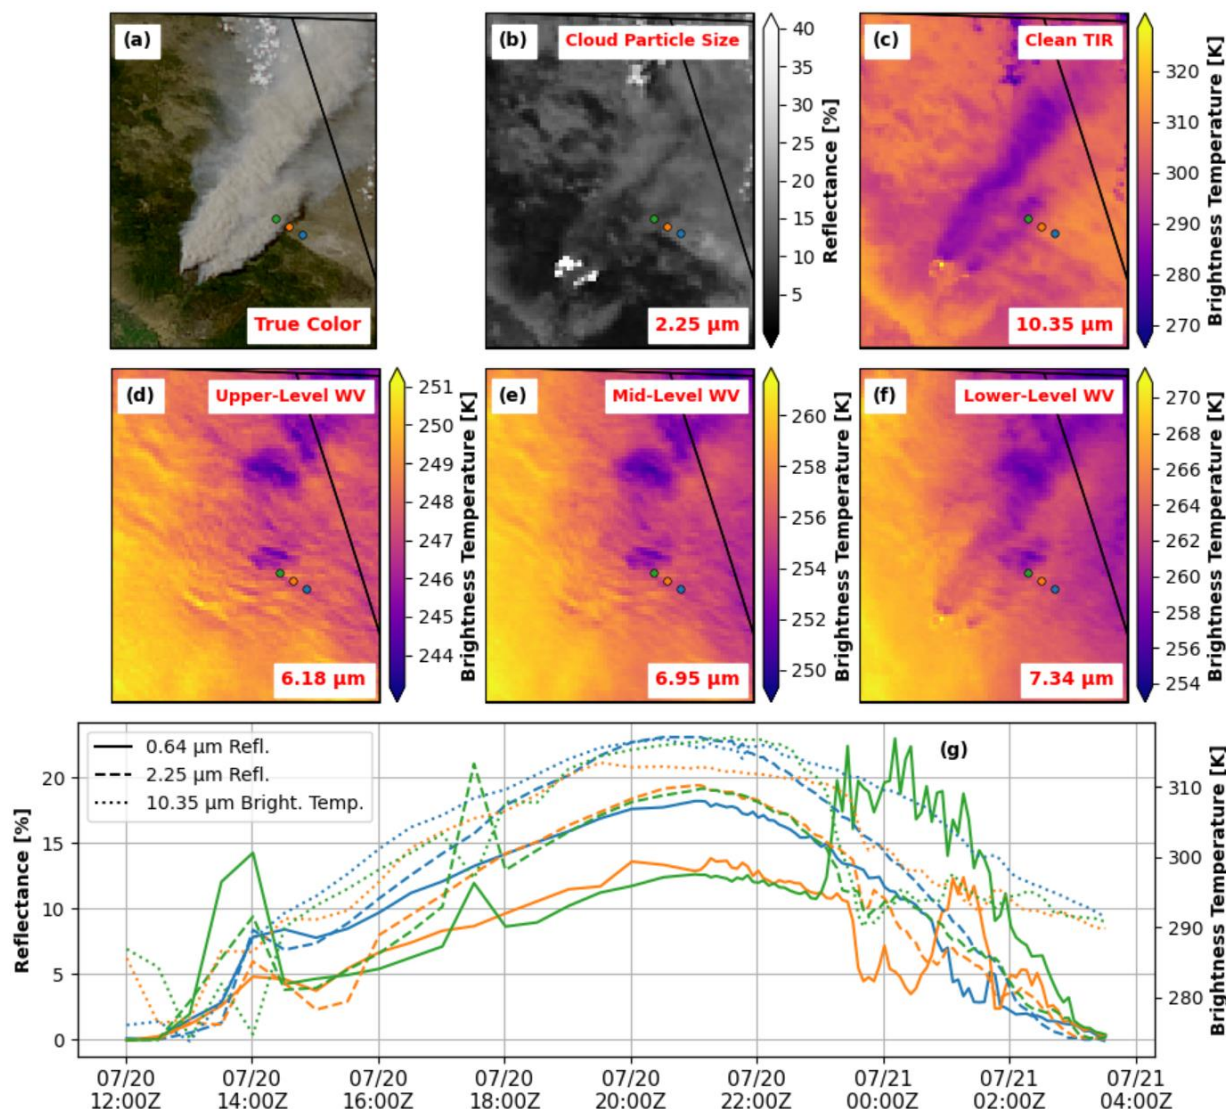 (a)
True Color
(b)
Cloud Particle Size
2.25 µm
40
35
30
25
20
15
10
5
Reflectance [%]
(c)
Clean TIR
10.35 µm
320
310
300
290
280
270
Brightness Temperature [K]
(d)
Upper-Level WV
6.18 µm
251
250
249
248
247
246
245
244
Brightness Temperature [K]
(e)
Mid-Level WV
6.95 µm
260
258
256
254
252
250
Brightness Temperature [K]
(f)
Lower-Level WV
7.34 µm
270
268
266
264
262
260
258
256
254
Brightness Temperature [K]
(g)
0.64 µm Refl.
2.25 µm Refl.
10.35 µm Bright. Temp.
Reflectance [%]
20
15
10
5
0
310
300
290
280
Brightness Temperature [K]
07/20 07/20 07/20 07/20 07/20 07/20 07/21 07/21 07/21
12:00Z 14:00Z 16:00Z 18:00Z 20:00Z 22:00Z 00:00Z 02:00Z 04:00Z